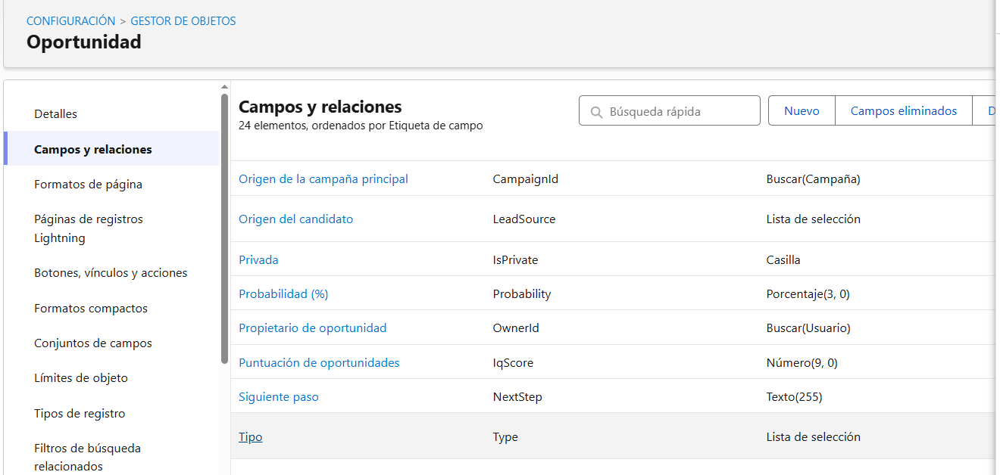 CONFIGURACIÓN > GESTOR DE OBJETOS
Oportunidad
Detalles
Campos y relaciones
Formatos de página
Páginas de registros
Lightning
Botones, vínculos y acciones
Formatos compactos
Conjuntos de campos
Límites de objeto
Tipos de registro
Filtros de búsqueda
relacionados
Campos y relaciones
24 elementos, ordenados por Etiqueta de campo
Búsqueda rápida
Nuevo
Campos eliminados
D
Origen de la campaña principal CampaignId Buscar(Campaña)
Origen del candidato LeadSource Lista de selección
Privada IsPrivate Casilla
Probabilidad (%) Probability Porcentaje(3, 0)
Propietario de oportunidad OwnerId Buscar(Usuario)
Puntuación de oportunidades IqScore Número(9, 0)
Siguiente paso NextStep Texto(255)
Tipo Type Lista de selección